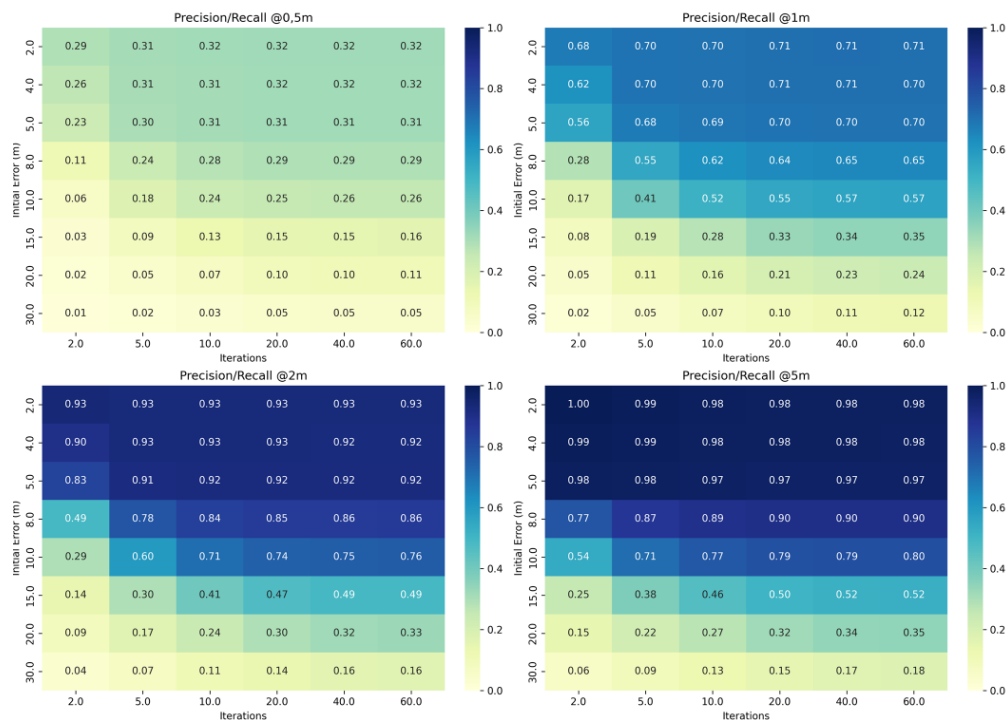 Precision/Recall @0,5m
Precision/Recall @1m
2.0 0.29 0.31 0.32 0.32 0.32 0.32 1.0
4.0 0.26 0.31 0.31 0.32 0.32 0.32 0.8
5.0 0.23 0.30 0.31 0.31 0.31 0.31 0.6
8.0 0.11 0.24 0.28 0.29 0.29 0.29
10.0 0.06 0.18 0.24 0.25 0.26 0.26 0.4
15.0 0.03 0.09 0.13 0.15 0.15 0.16
20.0 0.02 0.05 0.07 0.10 0.10 0.11 0.2
30.0 0.01 0.02 0.03 0.05 0.05 0.05 0.0
Initial Error (m)
2.0 5.0 10.0 20.0 40.0 60.0
Iterations
2.0 0.68 0.70 0.70 0.71 0.71 0.71 1.0
4.0 0.62 0.70 0.70 0.71 0.71 0.70 0.8
5.0 0.56 0.68 0.69 0.70 0.70 0.70 0.6
8.0 0.28 0.55 0.62 0.64 0.65 0.65
10.0 0.17 0.41 0.52 0.55 0.57 0.57 0.4
15.0 0.08 0.19 0.28 0.33 0.34 0.35
20.0 0.05 0.11 0.16 0.21 0.23 0.24 0.2
30.0 0.02 0.05 0.07 0.10 0.11 0.12 0.0
Initial Error (m)
2.0 5.0 10.0 20.0 40.0 60.0
Iterations
Precision/Recall @2m
Precision/Recall @5m
2.0 0.93 0.93 0.93 0.93 0.93 0.93 1.0
4.0 0.90 0.93 0.93 0.93 0.92 0.92 0.8
5.0 0.83 0.91 0.92 0.92 0.92 0.92 0.6
8.0 0.49 0.78 0.84 0.85 0.86 0.86
10.0 0.29 0.60 0.71 0.74 0.75 0.76 0.4
15.0 0.14 0.30 0.41 0.47 0.49 0.49
20.0 0.09 0.17 0.24 0.30 0.32 0.33 0.2
30.0 0.04 0.07 0.11 0.14 0.16 0.16 0.0
Initial Error (m)
2.0 5.0 10.0 20.0 40.0 60.0
Iterations
2.0 1.00 0.99 0.98 0.98 0.98 0.98 1.0
4.0 0.99 0.99 0.98 0.98 0.98 0.98 0.8
5.0 0.98 0.98 0.97 0.97 0.97 0.97 0.6
8.0 0.77 0.87 0.89 0.90 0.90 0.90
10.0 0.54 0.71 0.77 0.79 0.79 0.80 0.4
15.0 0.25 0.38 0.46 0.50 0.52 0.52
20.0 0.15 0.22 0.27 0.32 0.34 0.35 0.2
30.0 0.06 0.09 0.13 0.15 0.17 0.18 0.0
Initial Error (m)
2.0 5.0 10.0 20.0 40.0 60.0
Iterations